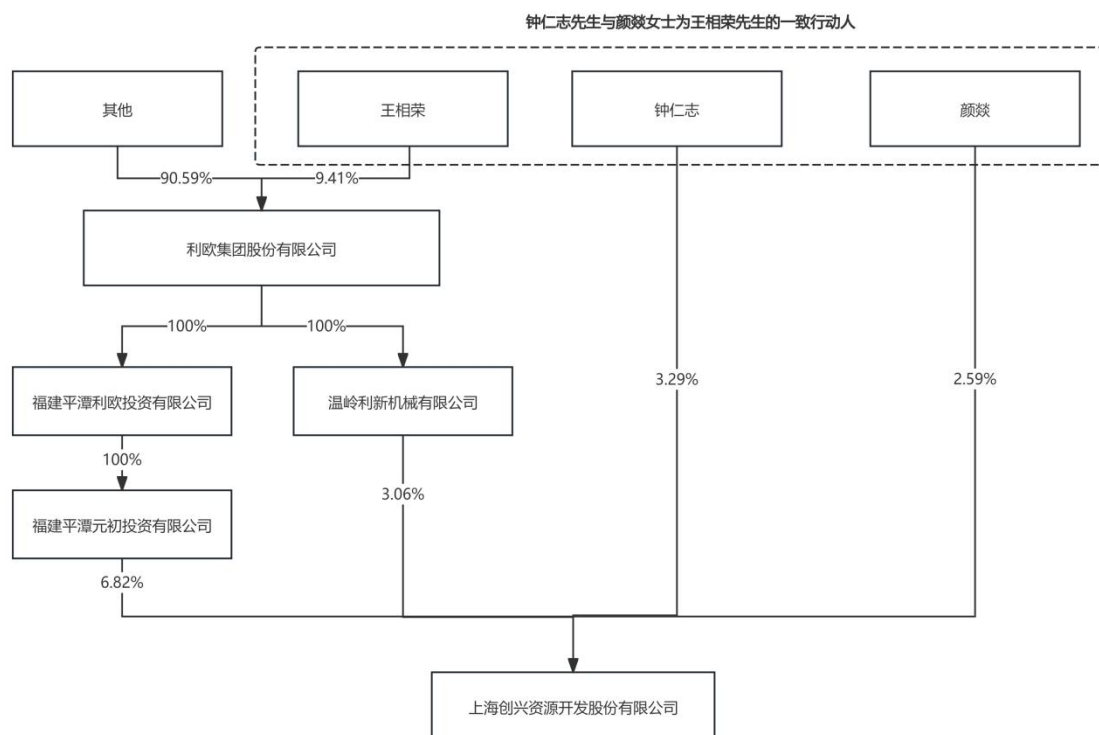 钟仁志先生与颜燚女士为王相荣先生的一致行动人
其他
王相荣
钟仁志
颜燚
90.59%
9.41%
利欧集团股份有限公司
100%
100%
福建平潭利欧投资有限公司
温岭利新机械有限公司
3.29%
2.59%
100%
3.06%
福建平潭元初投资有限公司
6.82%
上海创兴资源开发股份有限公司